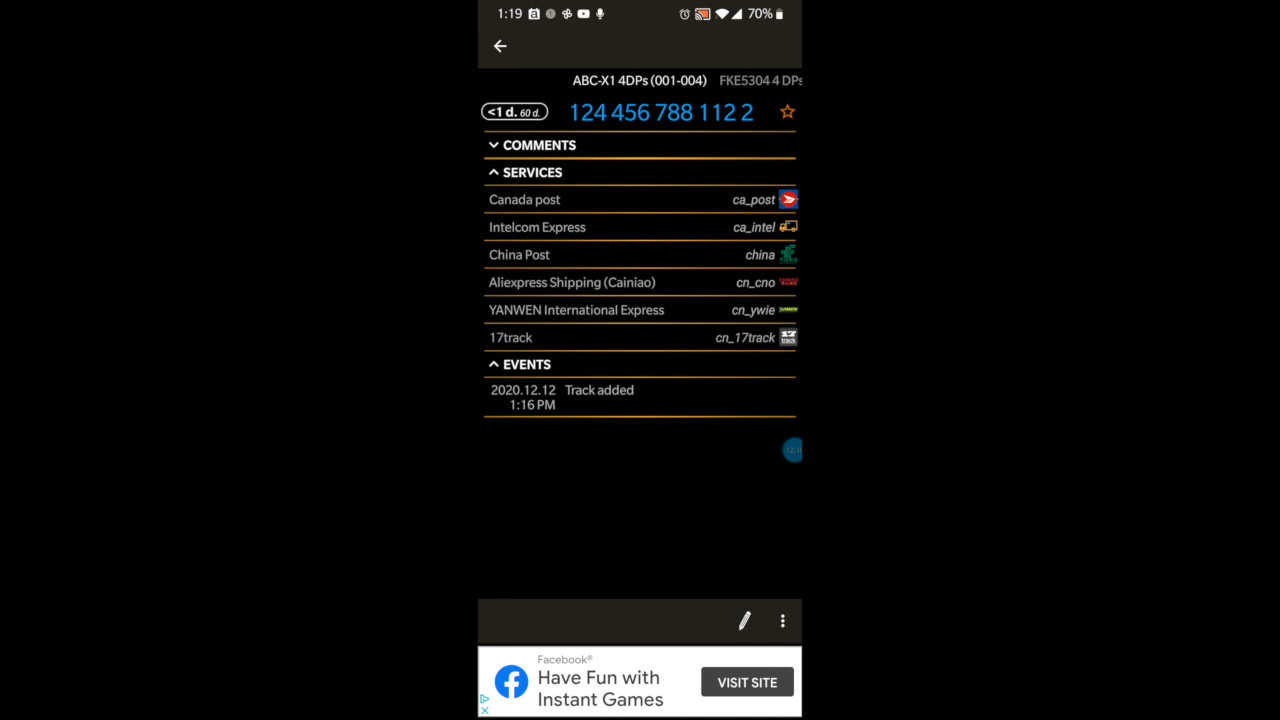 1:19 70%
ABC-X1 4DPs (001-004) FKE5304 4 DPs
<1 d. 60 d. 124 456 788 112 2
COMMENTS
SERVICES
Canada post ca_post
Intelcom Express ca_intel
China Post china
Aliexpress Shipping (Cainiao) cn_cno
YANWEN International Express cn_ywie
17track cn_17track 17 track
EVENTS
2020.12.12 Track added
1:16 PM
Facebook®
Have Fun with
Instant Games
VISIT SITE